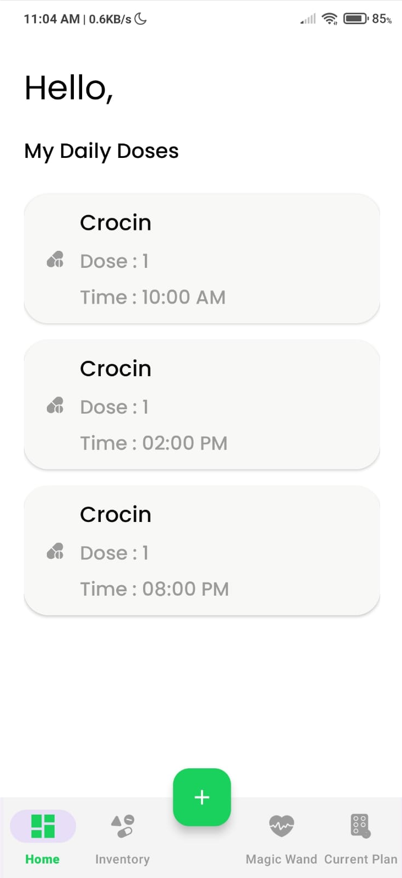 11:04 AM | 0.6KB/s 85%
Hello,
My Daily Doses
Crocin
Dose : 1
Time : 10:00 AM
Crocin
Dose : 1
Time : 02:00 PM
Crocin
Dose : 1
Time : 08:00 PM
+
Home Inventory Magic Wand Current Plan